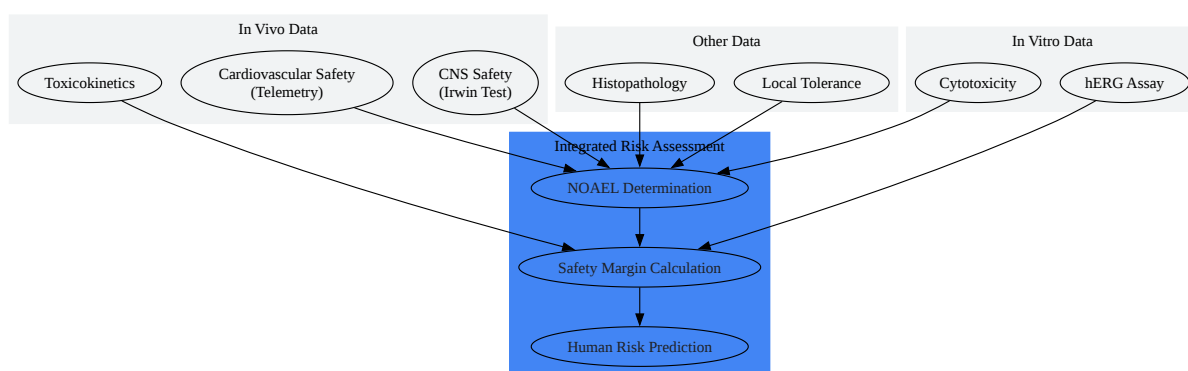 In Vivo Data
Other Data
In Vitro Data
Toxicokinetics
Cardiovascular Safety
(Telemetry)
CNS Safety
(Irwin Test)
Histopathology
Local Tolerance
Cytotoxicity
hERG Assay
Integrated Risk Assessment
NOAEL Determination
Safety Margin Calculation
Human Risk Prediction